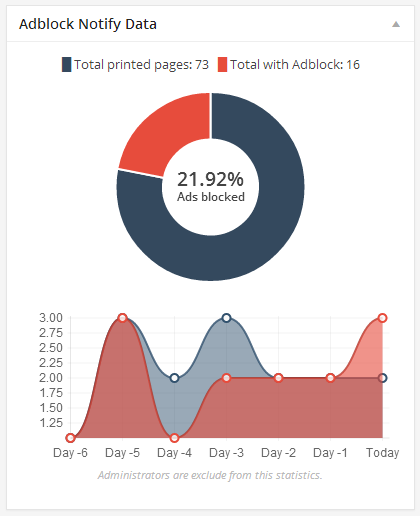 Adblock Notify Data
Total printed pages: 73 Total with Adblock: 16
21.92%
Ads blocked
3.00
2.75
2.50
2.25
2.00
1.75
1.50
1.25
Day -6 Day -5 Day -4 Day -3 Day -2 Day -1 Today
Administrators are exclude from this statistics.